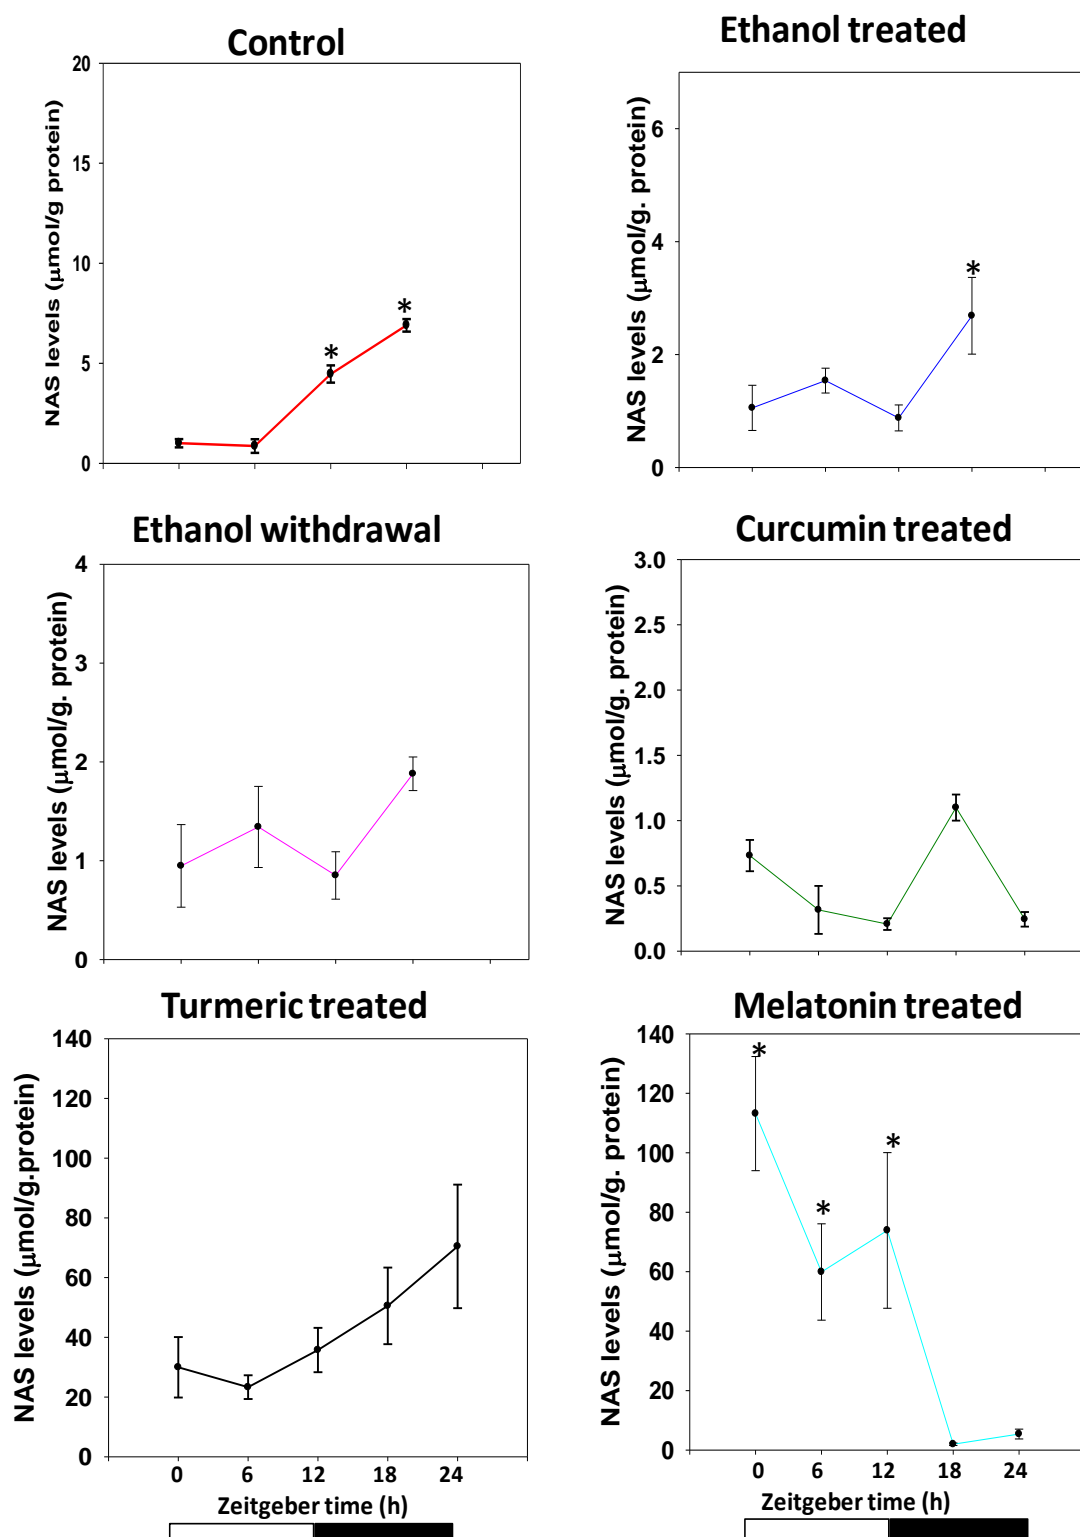 Control
20
15
10
5
0
NAS levels (µmol/g protein)
*
*
Ethanol treated
6
4
2
0
NAS levels (µmol/g. protein)
*
Ethanol withdrawal
4
3
2
1
0
NAS levels (µmol/g. protein)
Curcumin treated
3.0
2.5
2.0
1.5
1.0
0.5
0.0
NAS levels (µmol/g. protein)
Turmeric treated
140
120
100
80
60
40
20
0
NAS levels (µmol/g.protein)
0 6 12 18 24
Zeitgeber time (h)
Melatonin treated
140
120
100
80
60
40
20
0
NAS levels (µmol/g. protein)
*
*
*
0 6 12 18 24
Zeitgeber time (h)